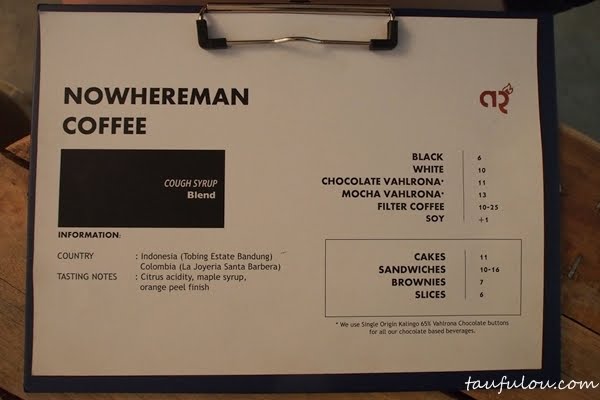 NOWHEREMAN
COFFEE
COUGH SYRUP
Blend
INFORMATION:
COUNTRY : Indonesia (Tobing Estate Bandung)
Colombia (La Joyeria Santa Barbera)
TASTING NOTES : Citrus acidity, maple syrup,
orange peel finish
BLACK 6
WHITE 10
CHOCOLATE VAHLRONA* 11
MOCHA VAHLRONA* 13
FILTER COFFEE 10-25
SOY +1
CAKES 11
SANDWICHES 10-16
BROWNIES 7
SLICES 6
* We use Single Origin Kalingo 65% Vahlrona Chocolate buttons
for all our chocolate based beverages.
taufulou.com